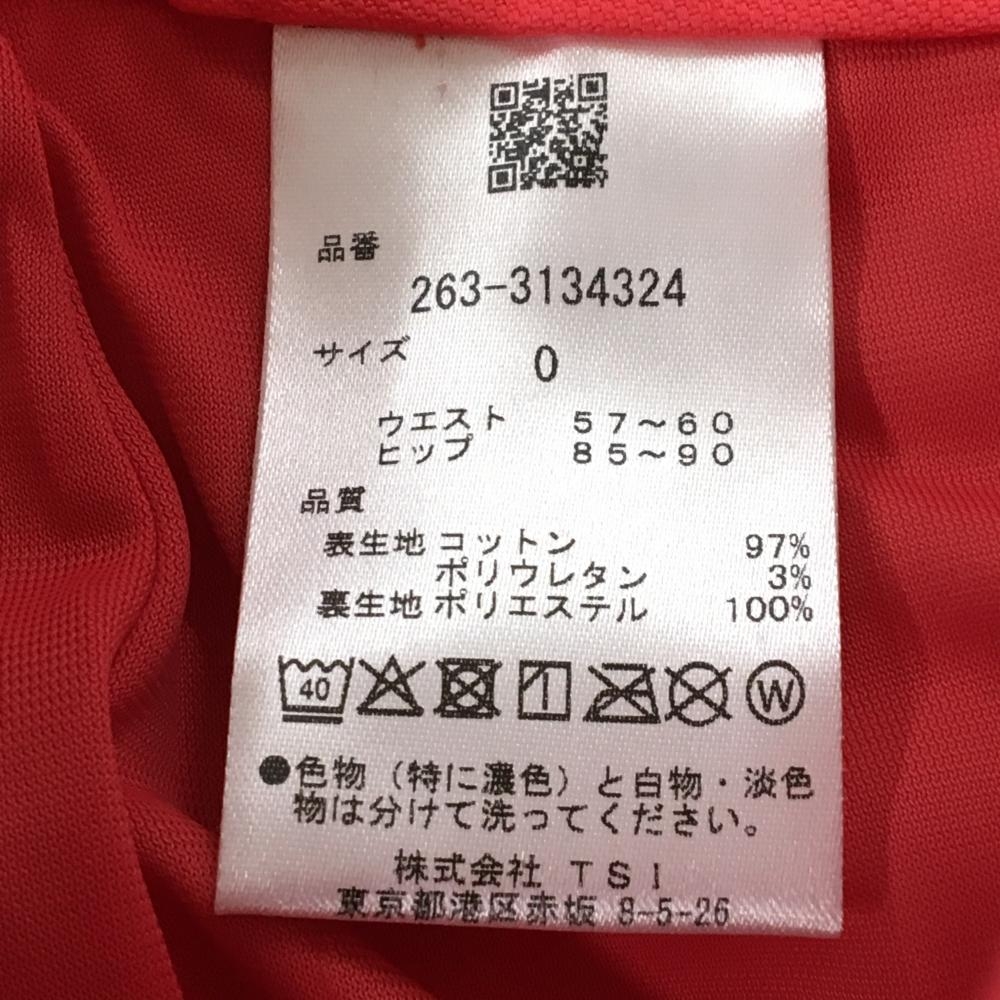 品番
263-3134324
サイズ 0
ウエスト 57～60
ヒップ 85～90
品質
表生地 コットン 97%
ポリウレタン 3%
裏生地 ポリエステル 100%
40 W
●色物（特に濃色）と白物・淡色
物は分けて洗ってください。
株式会社 TSI
東京都港区赤坂 8-5-26